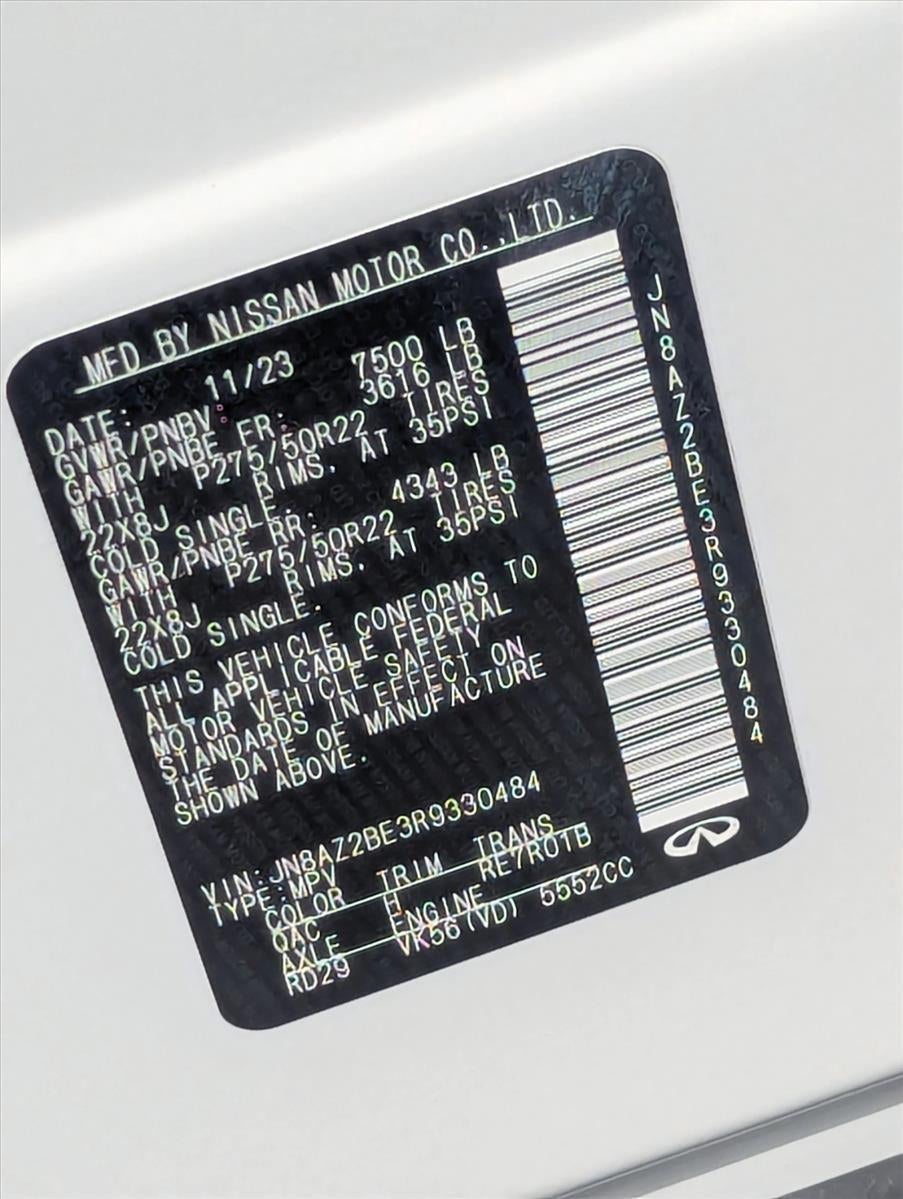 MFD BY NISSAN MOTOR CO.,LTD.
DATE: 11/23
GVWR/PNBV: 7500 LB
GAWR/PNBE FR: 3616 LB
WITH P275/50R22 TIRES
22X8J RIMS. AT 35PSI
COLD SINGLE.
GAWR/PNBE RR: 4343 LB
WITH P275/50R22 TIRES
22X8J RIMS. AT 35PSI
COLD SINGLE.
THIS VEHICLE CONFORMS TO
ALL APPLICABLE FEDERAL
MOTOR VEHICLE SAFETY
STANDARDS IN EFFECT ON
THE DATE OF MANUFACTURE
SHOWN ABOVE.
VIN: JN8AZ2BE3R9330484
TYPE: MPV
COLOR TRIM TRANS
QAC H RE7R01B
AXLE ENGINE
RD29 VK56(VD) 5552CC
JN8AZ2BE3R9330484